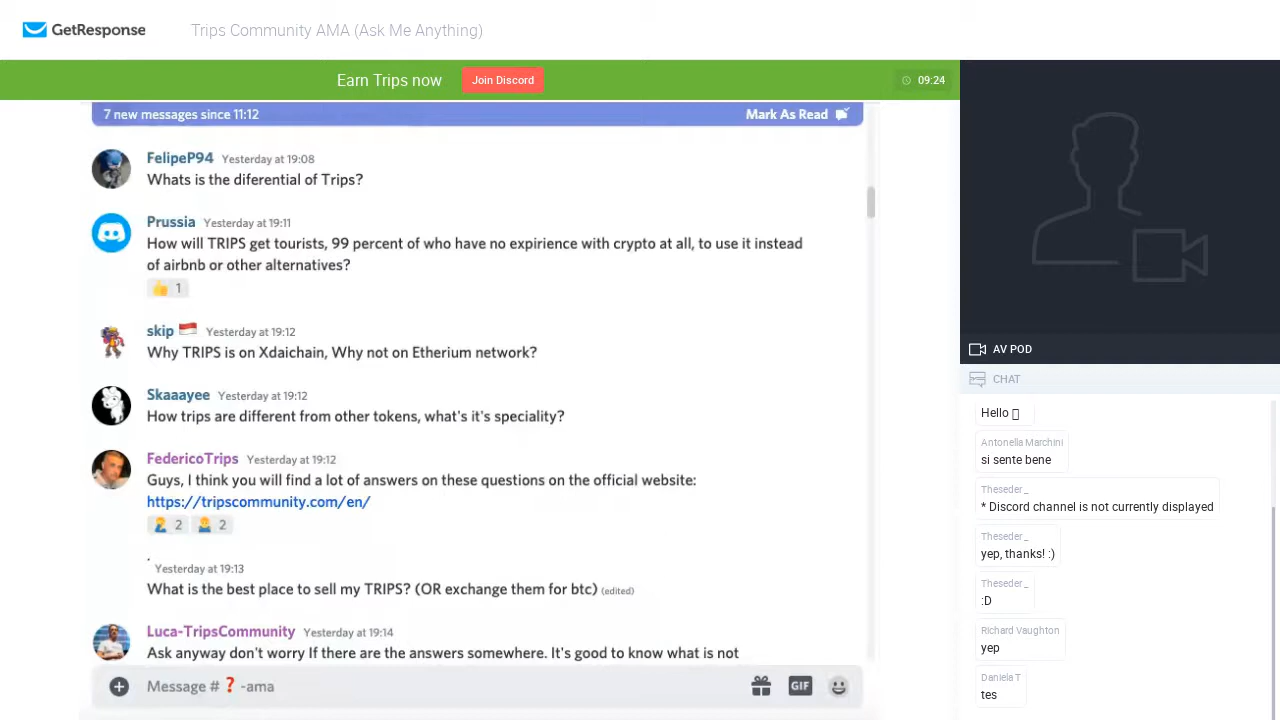 GetResponse
Trips Community AMA (Ask Me Anything)
Earn Trips now
Join Discord
09:24
7 new messages since 11:12
Mark As Read
FelipeP94 Yesterday at 19:08
Whats is the diferential of Trips?
Prussia Yesterday at 19:11
How will TRIPS get tourists, 99 percent of who have no expirience with crypto at all, to use it instead
of airbnb or other alternatives?
👍 1
skip Yesterday at 19:12
Why TRIPS is on Xdaichain, Why not on Etherium network?
Skaaayee Yesterday at 19:12
How trips are different from other tokens, what's it's speciality?
FedericoTrips Yesterday at 19:12
Guys, I think you will find a lot of answers on these questions on the official website:
https://tripscommunity.com/en/
2 2
. Yesterday at 19:13
What is the best place to sell my TRIPS? (OR exchange them for btc) (edited)
Luca-TripsCommunity Yesterday at 19:14
Ask anyway don't worry If there are the answers somewhere. It's good to know what is not
Message #❓-ama
GIF
AV POD
CHAT
Hello
Antonella Marchini
si sente bene
Theseder _
* Discord channel is not currently displayed
Theseder _
yep, thanks! :)
Theseder _
:D
Richard Vaughton
yep
Daniela T
tes